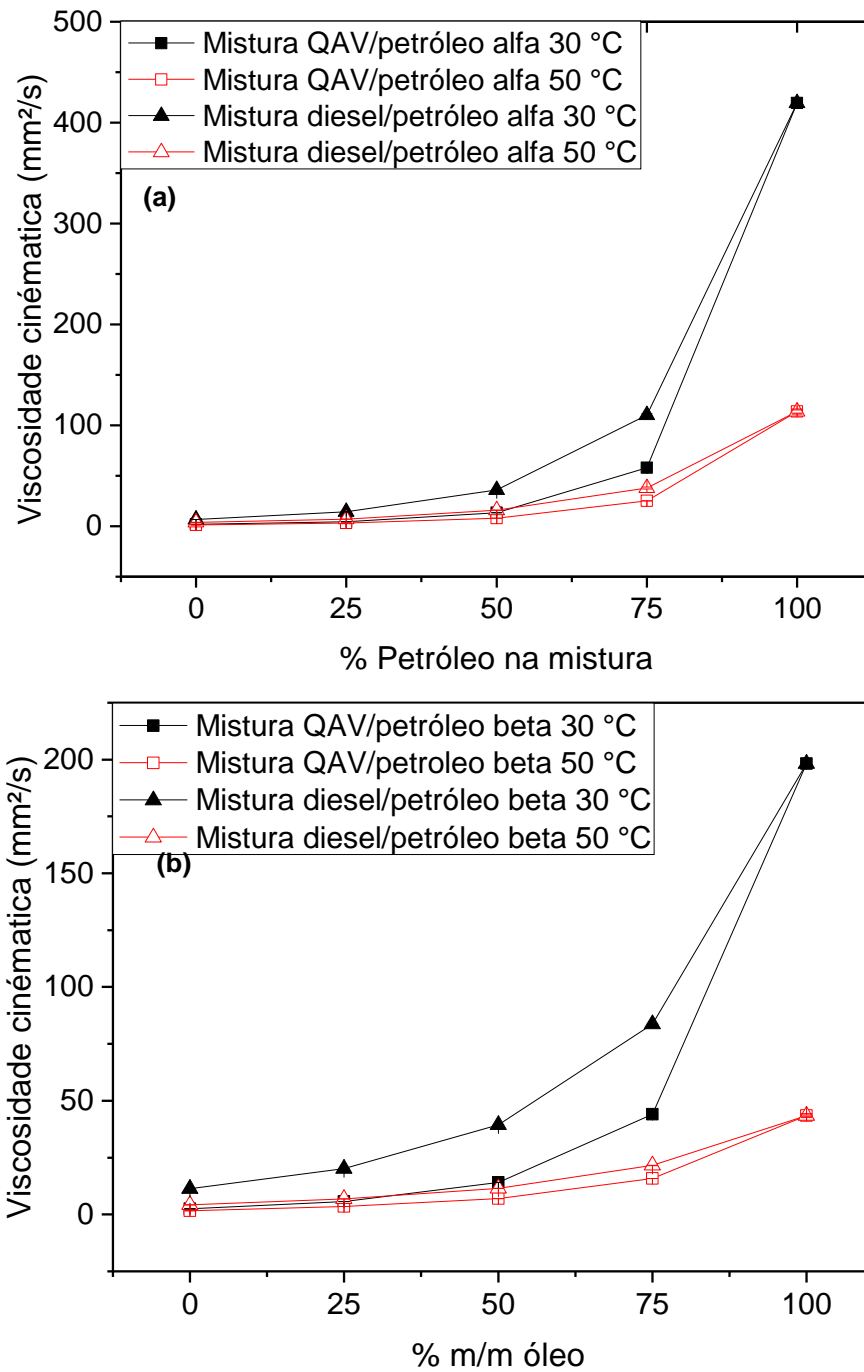 500
400
300
200
100
0
Viscosidade cinématica (mm²/s)
Mistura QAV/petróleo alfa 30 °C
Mistura QAV/petróleo alfa 50 °C
Mistura diesel/petróleo alfa 30 °C
Mistura diesel/petróleo alfa 50 °C
(a)
0 25 50 75 100
% Petróleo na mistura
200
150
100
50
0
Viscosidade cinématica (mm²/s)
Mistura QAV/petróleo beta 30 °C
Mistura QAV/petroleo beta 50 °C
Mistura diesel/petróleo beta 30 °C
Mistura diesel/petróleo beta 50 °C
(b)
0 25 50 75 100
% m/m óleo